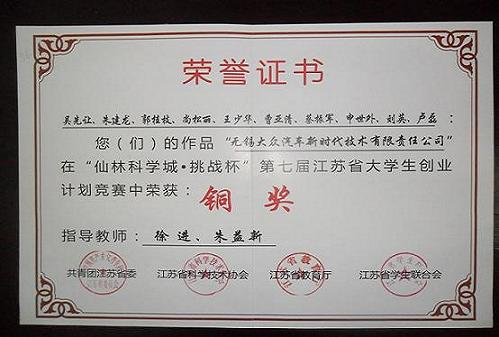 荣誉证书
吴先让、朱建龙、郭桂枝、尚松丽、王少华、曹亚清、蔡振军、申世外、刘英、卢磊：
您（们）的作品“无锡大众汽车新时代技术有限责任公司”
在“仙林科学城·挑战杯”第七届江苏省大学生创业
计划竞赛中荣获：铜奖
指导教师：徐进、朱益新
共青团江苏省委 江苏省科学技术协会 江苏省教育厅 江苏省学生联合会